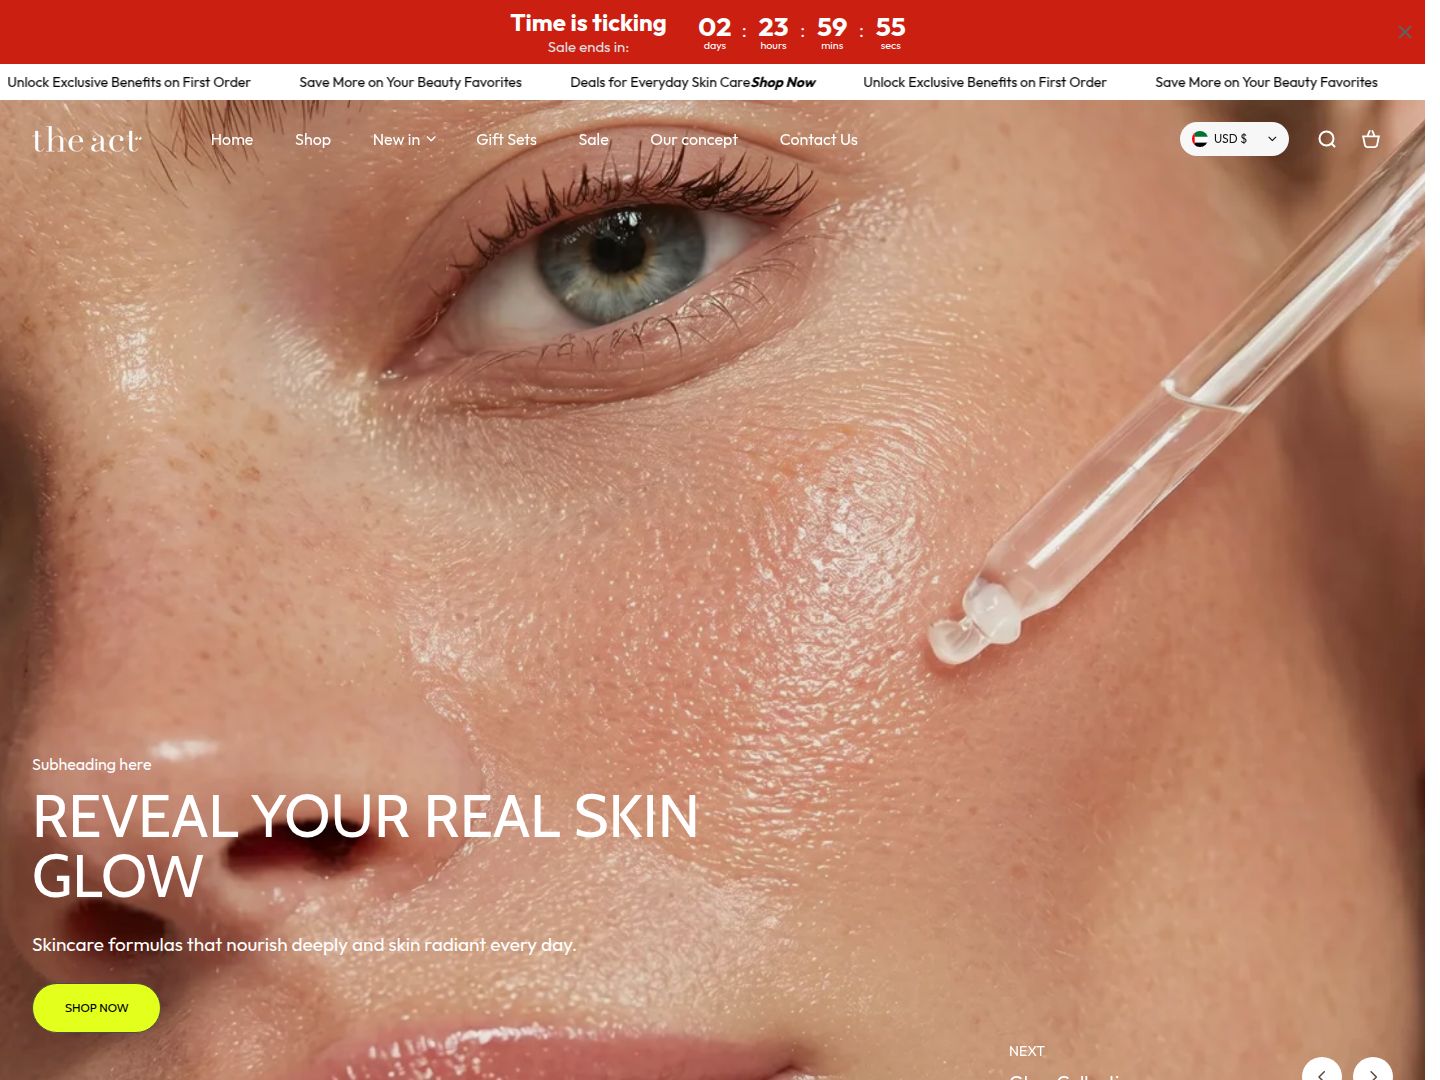 Time is ticking
Sale ends in:
02 : 23 : 59 : 55
days hours mins secs
Unlock Exclusive Benefits on First Order Save More on Your Beauty Favorites Deals for Everyday Skin Care Shop Now Unlock Exclusive Benefits on First Order Save More on Your Beauty Favorites
the act
Home Shop New in Gift Sets Sale Our concept Contact Us USD $
Subheading here
REVEAL YOUR REAL SKIN
GLOW
Skincare formulas that nourish deeply and skin radiant every day.
SHOP NOW
NEXT